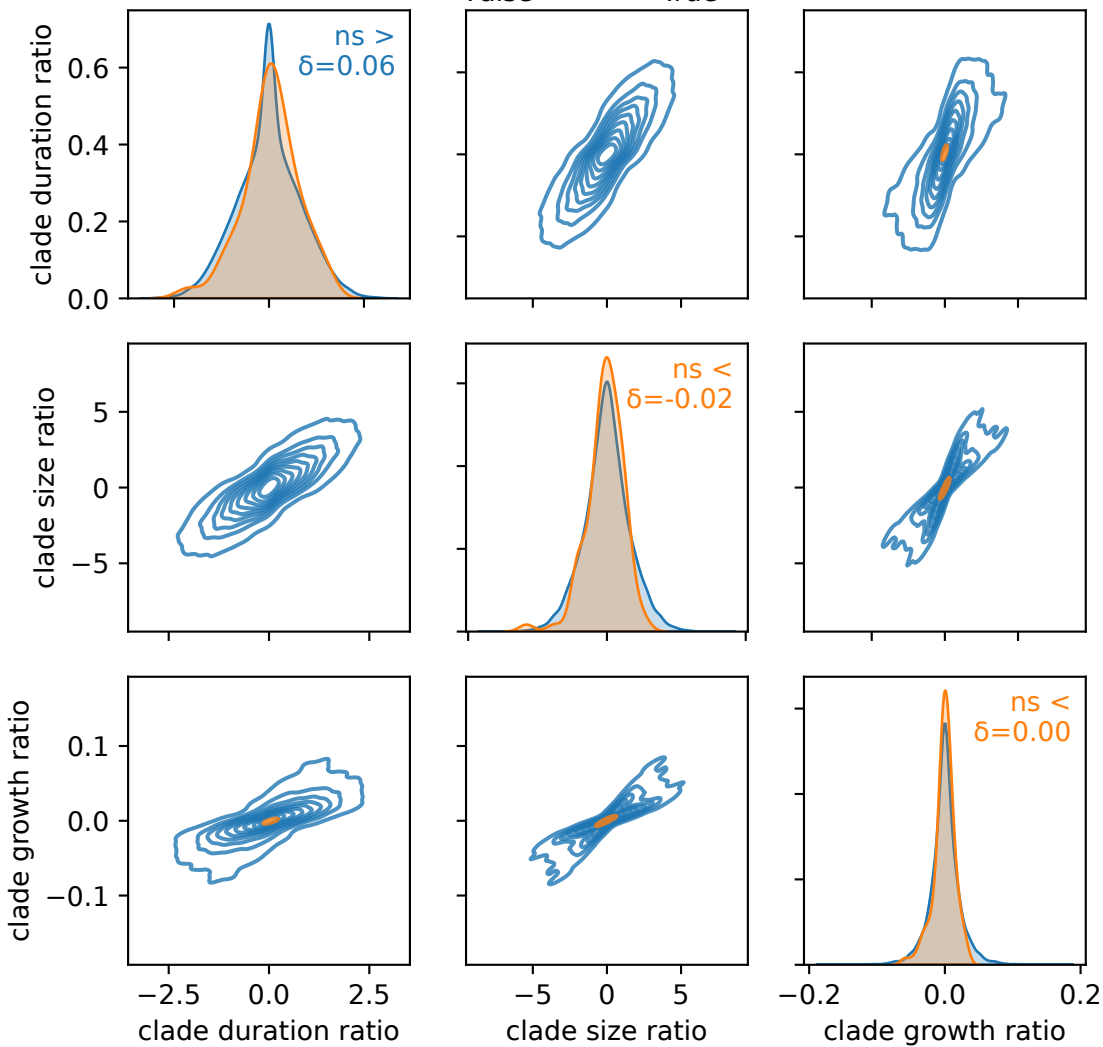 clade duration ratio
0.6
0.4
0.2
0.0
ns >
δ=0.06
clade size ratio
5
0
−5
ns <
δ=-0.02
clade growth ratio
0.1
0.0
−0.1
ns <
δ=0.00
−2.5
0.0
2.5
−5
0
5
−0.2
0.0
0.2
clade duration ratio
clade size ratio
clade growth ratio